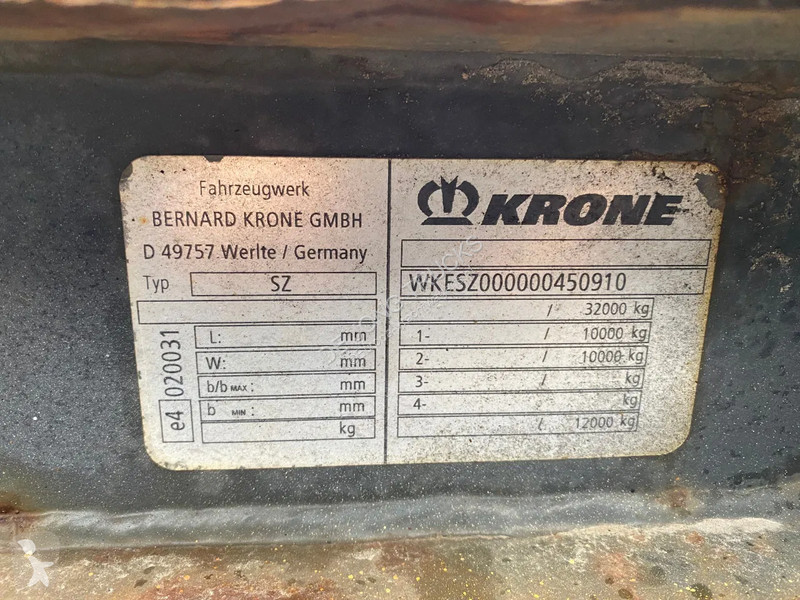 Fahrzeugwerk
BERNARD KRONE GMBH
D 49757 Werlte / Germany
Typ SZ
L: mm
W: mm
b/b MAX: mm
b MIN: mm
kg
e4 020031
KRONE
WKESZ000000450910
/ 32000 kg
1- / 10000 kg
2- / 10000 kg
3- / kg
4-
/ 12000 kg